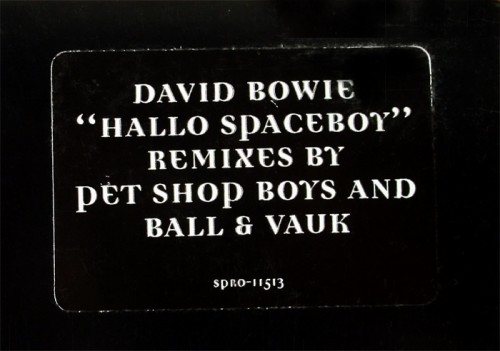 DAVID BOWIE
“HALLO SPACEBOY”
REMIXES BY
PET SHOP BOYS AND
BALL & VAUK
SPRO-11513